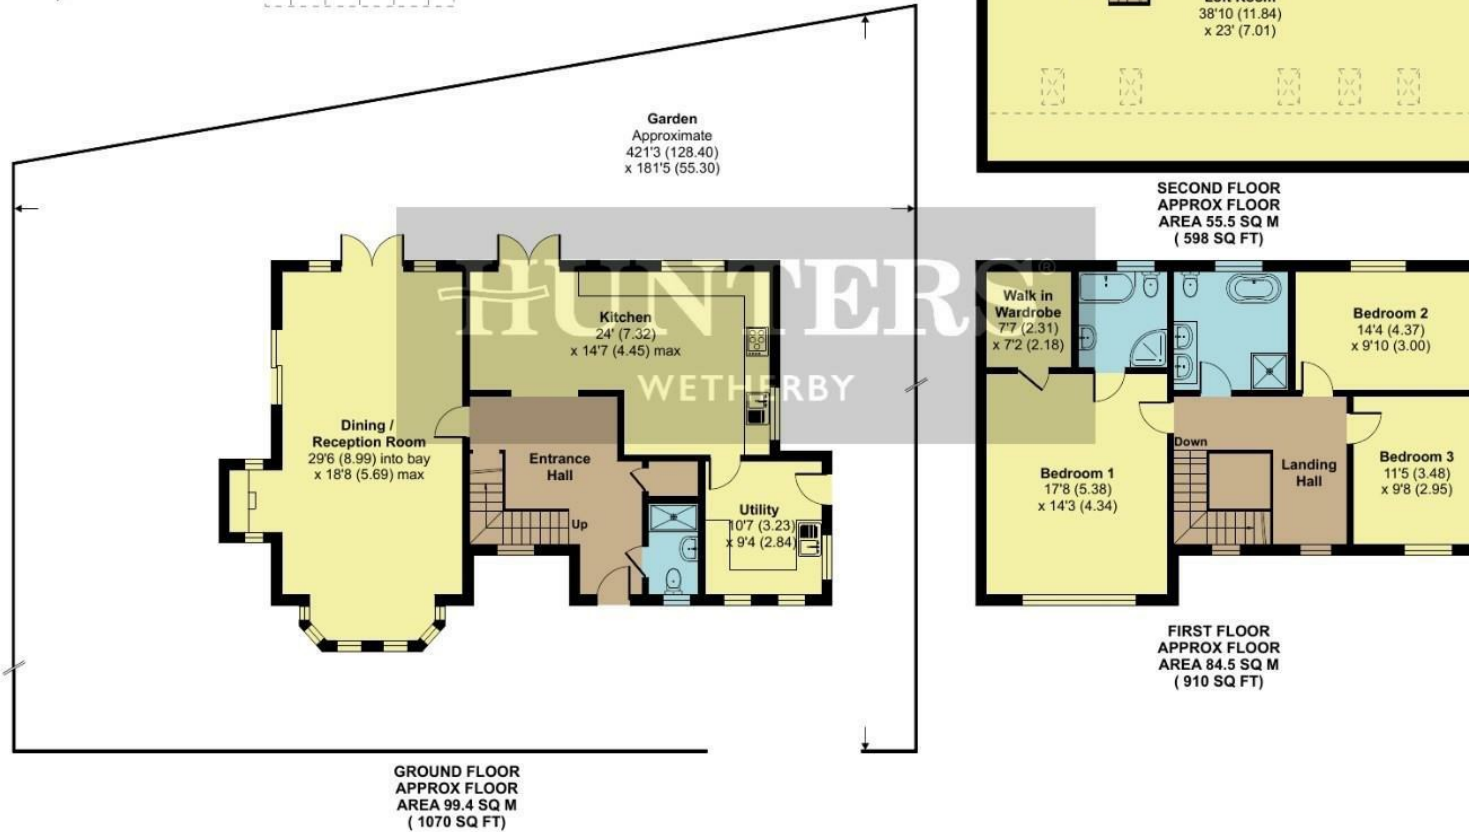 Loft Room
38'10 (11.84)
x 23' (7.01)
Garden
Approximate
421'3 (128.40)
x 181'5 (55.30)
SECOND FLOOR
APPROX FLOOR
AREA 55.5 SQ M
( 598 SQ FT)
HUNTERS®
WETHERBY
Kitchen
24' (7.32)
x 14'7 (4.45) max
Dining /
Reception Room
29'6 (8.99) into bay
x 18'8 (5.69) max
Entrance
Hall
Up
Utility
10'7 (3.23)
x 9'4 (2.84)
Walk in
Wardrobe
7'7 (2.31)
x 7'2 (2.18)
Bedroom 2
14'4 (4.37)
x 9'10 (3.00)
Down
Bedroom 1
17'8 (5.38)
x 14'3 (4.34)
Landing
Hall
Bedroom 3
11'5 (3.48)
x 9'8 (2.95)
FIRST FLOOR
APPROX FLOOR
AREA 84.5 SQ M
( 910 SQ FT)
GROUND FLOOR
APPROX FLOOR
AREA 99.4 SQ M
( 1070 SQ FT)